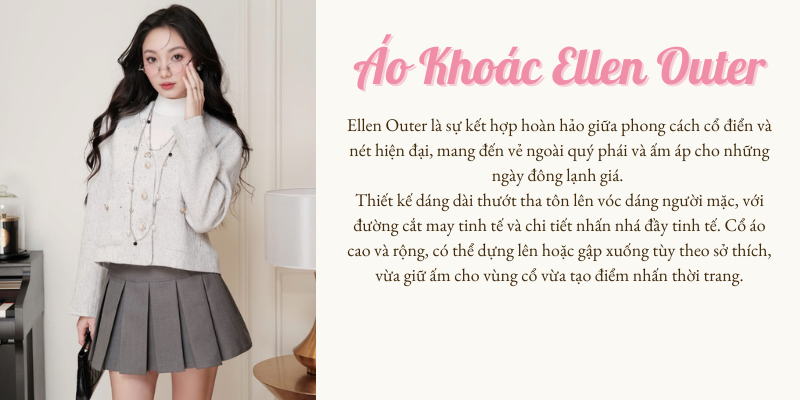 Áo Khoác Ellen Outer
Ellen Outer là sự kết hợp hoàn hảo giữa phong cách cổ điển và
nét hiện đại, mang đến vẻ ngoài quý phái và ấm áp cho những
ngày đông lạnh giá.
Thiết kế dáng dài thướt tha tôn lên vóc dáng người mặc, với
đường cắt may tinh tế và chi tiết nhấn nhá đầy tinh tế. Cổ áo
cao và rộng, có thể dựng lên hoặc gập xuống tùy theo sở thích,
vừa giữ ấm cho vùng cổ vừa tạo điểm nhấn thời trang.